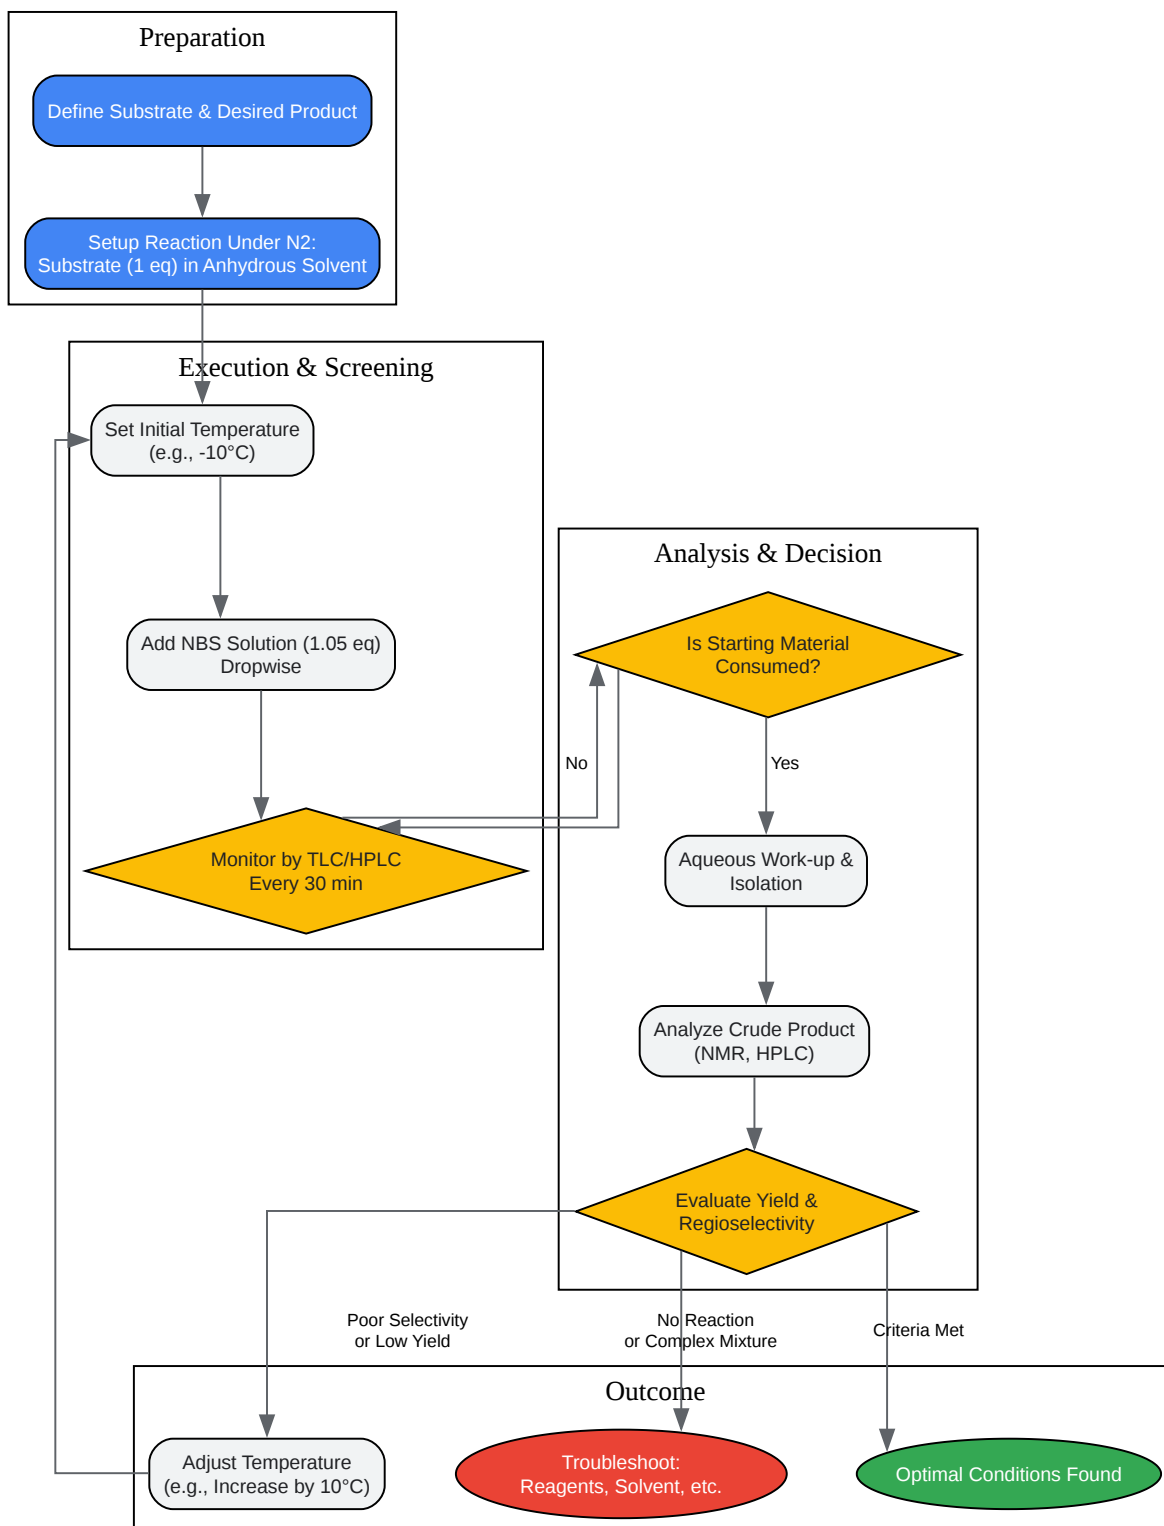 Preparation
Define Substrate & Desired Product
Setup Reaction Under N2:
Substrate (1 eq) in Anhydrous Solvent
Execution & Screening
Set Initial Temperature
(e.g., -10°C)
Add NBS Solution (1.05 eq)
Dropwise
Monitor by TLC/HPLC
Every 30 min
Analysis & Decision
Is Starting Material
Consumed?
No
Yes
Aqueous Work-up &
Isolation
Analyze Crude Product
(NMR, HPLC)
Evaluate Yield &
Regioselectivity
Poor Selectivity
or Low Yield
No Reaction
or Complex Mixture
Criteria Met
Outcome
Adjust Temperature
(e.g., Increase by 10°C)
Troubleshoot:
Reagents, Solvent, etc.
Optimal Conditions Found